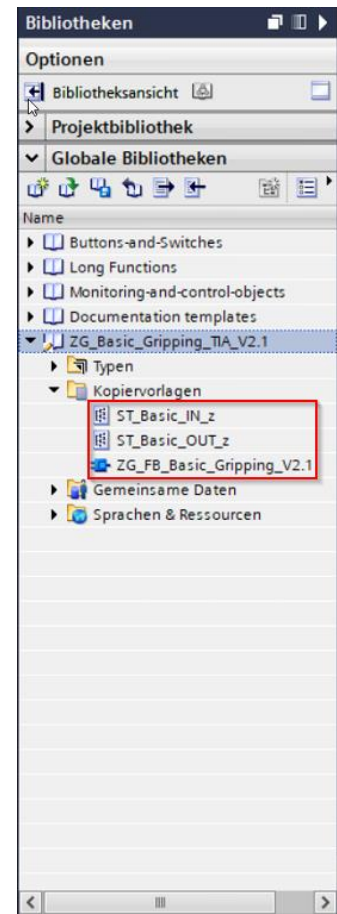 Bibliotheken
Optionen
Bibliotheksansicht
Projektbibliothek
Globale Bibliotheken
Name
Buttons-and-Switches
Long Functions
Monitoring-and-control-objects
Documentation templates
ZG_Basic_Gripping_TIA_V2.1
Typen
Kopiervorlagen
ST_Basic_IN_z
ST_Basic_OUT_z
ZG_FB_Basic_Gripping_V2.1
Gemeinsame Daten
Sprachen & Ressourcen